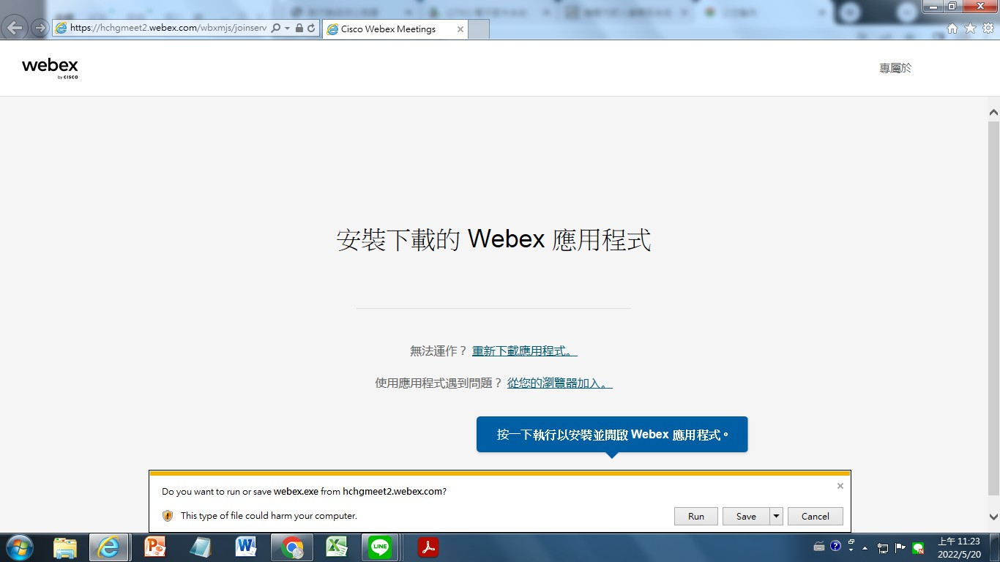 https://hchgmeet2.webex.com/wbxmjs/joinserv
Cisco Webex Meetings
webex
by CISCO
專屬於
安裝下載的 Webex 應用程式
無法運作？ 重新下載應用程式。
使用應用程式遇到問題？ 從您的瀏覽器加入。
按一下執行以安裝並開啟 Webex 應用程式。
Do you want to run or save webex.exe from hchgmeet2.webex.com?
This type of file could harm your computer.
Run
Save
Cancel
LINE
上午 11:23
2022/5/20